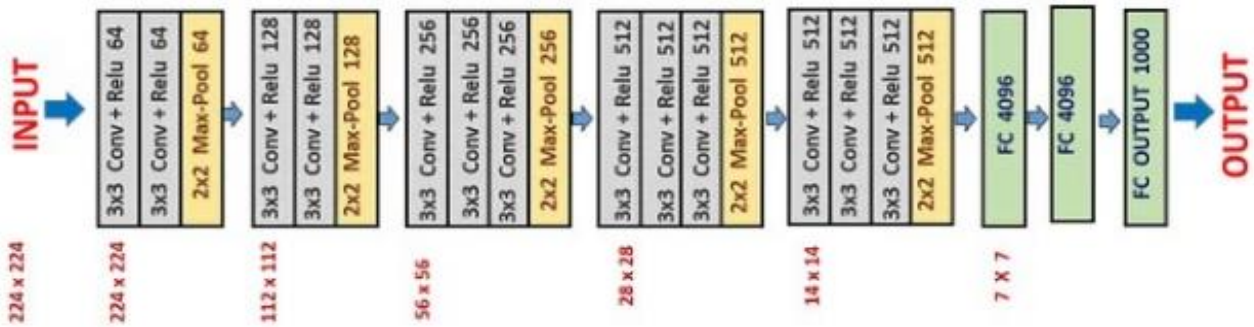 INPUT
224 x 224
3x3 Conv + Relu 64
3x3 Conv + Relu 64
2x2 Max-Pool 64
224 x 224
3x3 Conv + Relu 128
3x3 Conv + Relu 128
2x2 Max-Pool 128
112 x 112
3x3 Conv + Relu 256
3x3 Conv + Relu 256
3x3 Conv + Relu 256
2x2 Max-Pool 256
56 x 56
3x3 Conv + Relu 512
3x3 Conv + Relu 512
3x3 Conv + Relu 512
2x2 Max-Pool 512
28 x 28
3x3 Conv + Relu 512
3x3 Conv + Relu 512
3x3 Conv + Relu 512
2x2 Max-Pool 512
14 x 14
FC 4096
7 X 7
FC 4096
FC OUTPUT 1000
OUTPUT